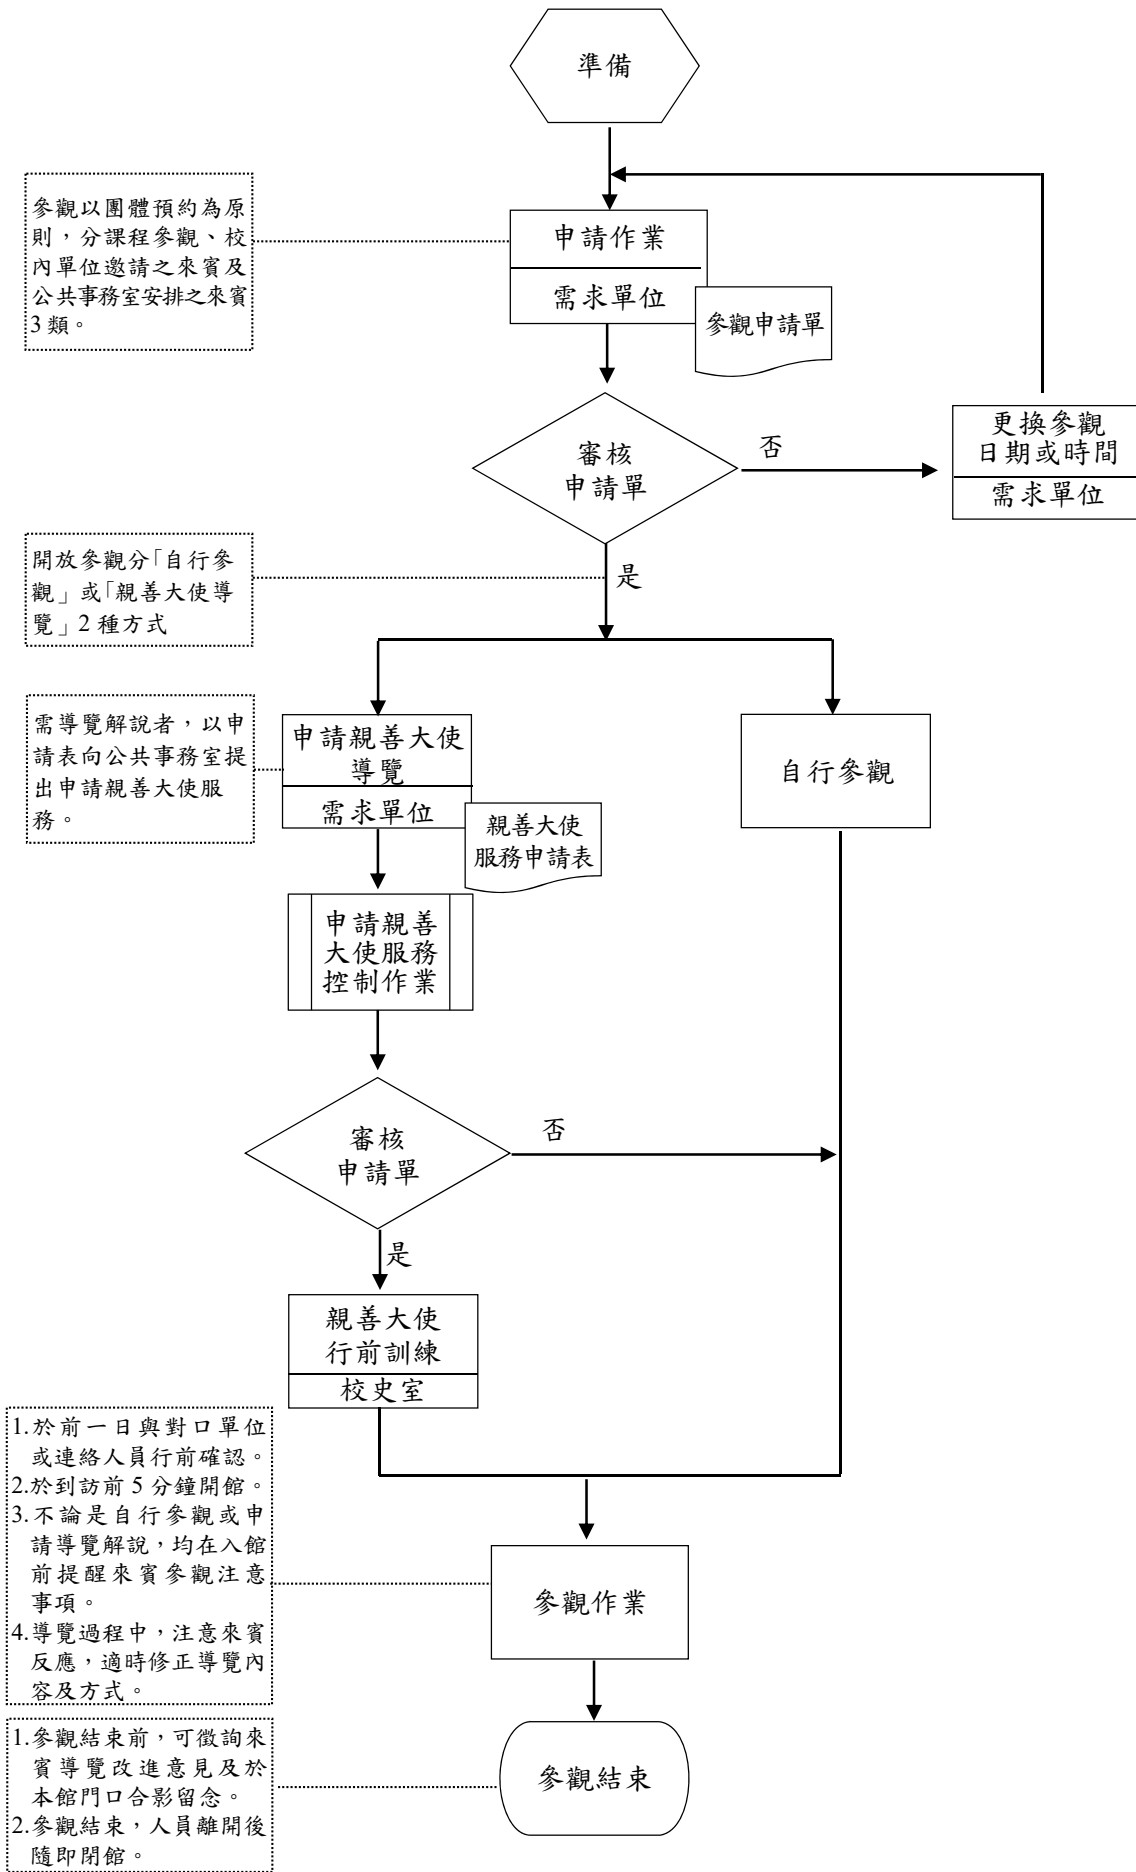 準備
參觀以團體預約為原
則，分課程參觀、校
內單位邀請之來賓及
公共事務室安排之來賓
3 類。
申請作業
需求單位
參觀申請單
審核
申請單
否
更換參觀
日期或時間
需求單位
開放參觀分「自行參
觀」或「親善大使導
覽」2 種方式
是
需導覽解說者，以申
請表向公共事務室提
出申請親善大使服
務。
申請親善大使
導覽
需求單位
親善大使
服務申請表
自行參觀
申請親善
大使服務
控制作業
審核
申請單
否
是
親善大使
行前訓練
校史室
1.於前一日與對口單位
或連絡人員行前確認。
2.於到訪前 5 分鐘開館。
3.不論是自行參觀或申
請導覽解說，均在入館
前提醒來賓參觀注意
事項。
4.導覽過程中，注意來賓
反應，適時修正導覽內
容及方式。
參觀作業
1.參觀結束前，可徵詢來
賓導覽改進意見及於
本館門口合影留念。
2.參觀結束，人員離開後
隨即閉館。
參觀結束